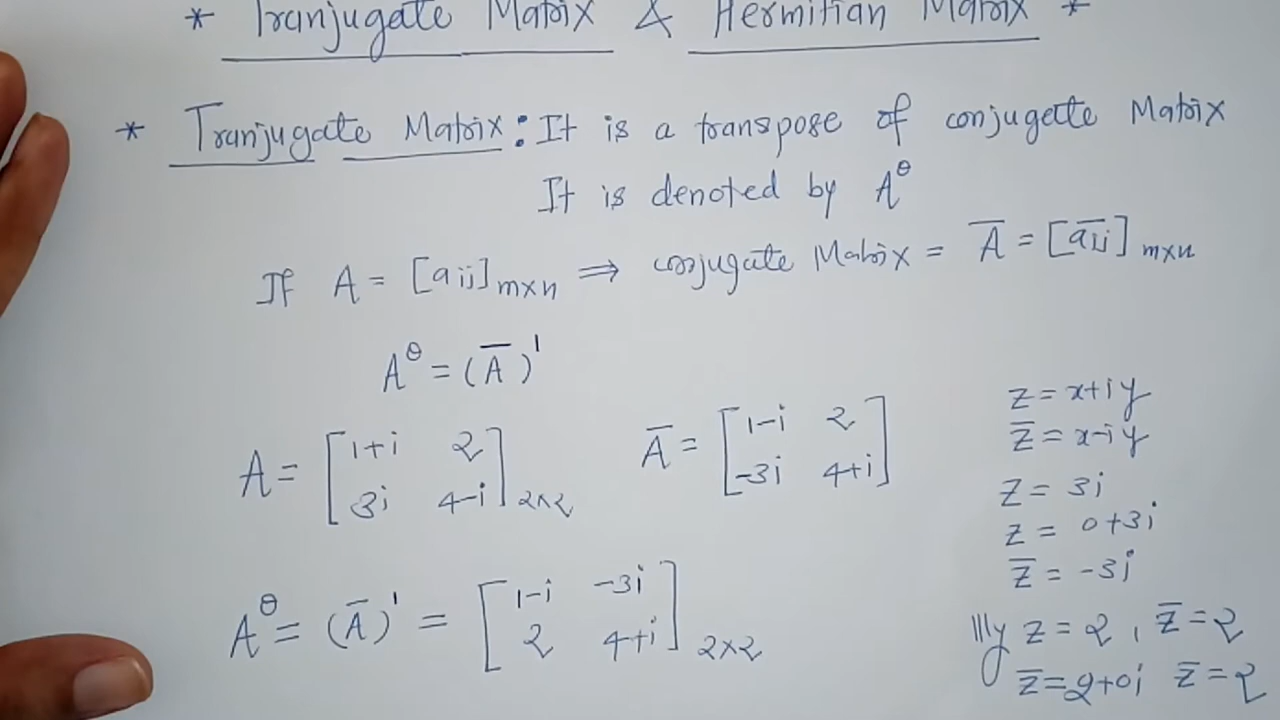 * Tranjugate Matrix & Hermitian Matrix *
* Tranjugate Matrix : It is a transpose of conjugette Matrix
It is denoted by A^θ
If A = [aij]m×n ⇒ conjugate Matrix = A̅ = [a̅i̅j̅]m×n
A^θ = (A̅)'
A = [1+i 2
3i 4-i]2×2
A̅ = [1-i 2
-3i 4+i]
A^θ = (A̅)' = [1-i -3i
2 4+i]2×2
z = x+iy
z̅ = x-iy
z = 3i
z = 0+3i
z̅ = -3i
|||ly z = 2 , z̅ = 2
z̅ = 2+0i z̅ = 2